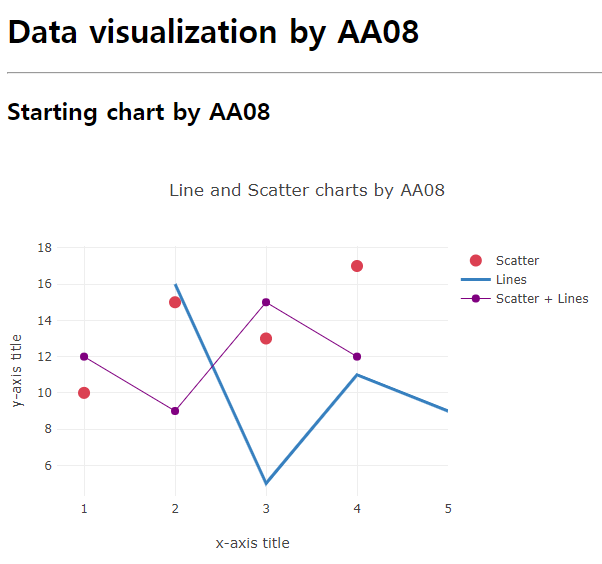 Data visualization by AA08
Starting chart by AA08
Line and Scatter charts by AA08
18
16
14
12
10
8
6
y-axis title
1 2 3 4 5
x-axis title
Scatter
Lines
Scatter + Lines